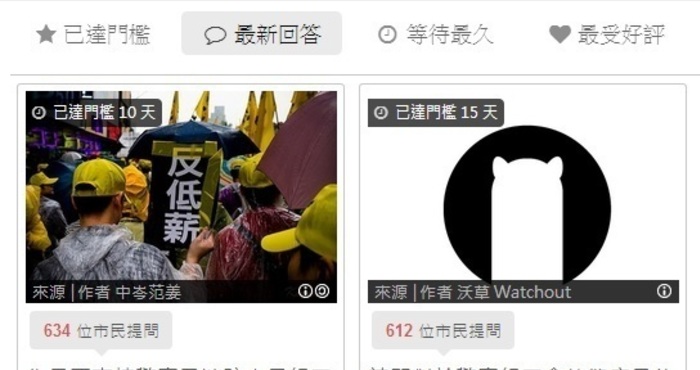 已達門檻 最新回答 等待最久 最受好評
已達門檻 10 天
反低薪
來源 | 作者 中岑范姜
634 位市民提問
已達門檻 15 天
來源 | 作者 沃草 Watchout
612 位市民提問